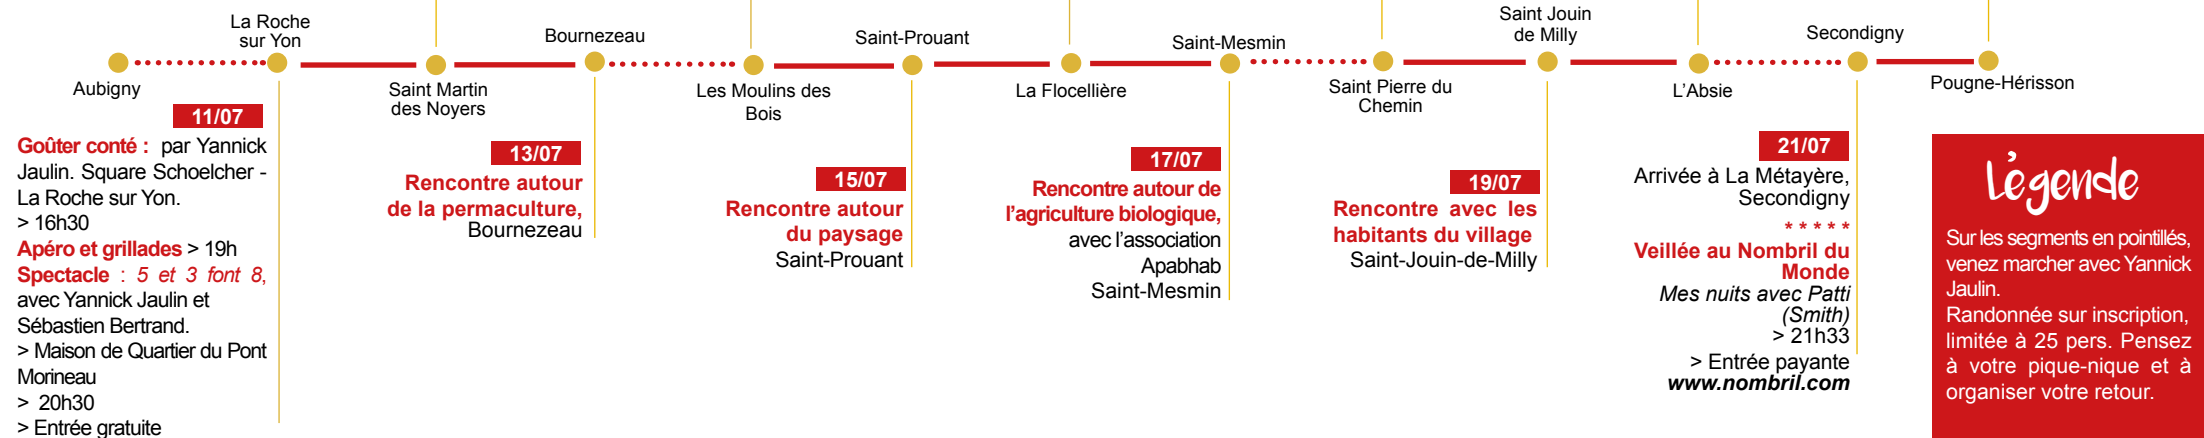 La Roche
sur Yon
Bournezeau
Saint-Prouant
Saint-Mesmin
Saint Jouin
de Milly
Secondigny
Aubigny
Saint Martin
des Noyers
Les Moulins des
Bois
La Flocellière
Saint Pierre du
Chemin
L’Absie
Pougne-Hérisson
11/07
Goûter conté : par Yannick
Jaulin. Square Schoelcher -
La Roche sur Yon.
> 16h30
Apéro et grillades > 19h
Spectacle : 5 et 3 font 8,
avec Yannick Jaulin et
Sébastien Bertrand.
> Maison de Quartier du Pont
Morineau
> 20h30
> Entrée gratuite
13/07
Rencontre autour
de la permaculture,
Bournezeau
15/07
Rencontre autour
du paysage
Saint-Prouant
17/07
Rencontre autour de
l’agriculture biologique,
avec l’association
Apabhab
Saint-Mesmin
19/07
Rencontre avec les
habitants du village
Saint-Jouin-de-Milly
21/07
Arrivée à La Métayère,
Secondigny
* * * * *
Veillée au Nombril du
Monde
Mes nuits avec Patti
(Smith)
> 21h33
> Entrée payante
www.nombril.com
Légende
Sur les segments en pointillés,
venez marcher avec Yannick
Jaulin.
Randonnée sur inscription,
limitée à 25 pers. Pensez
à votre pique-nique et à
organiser votre retour.